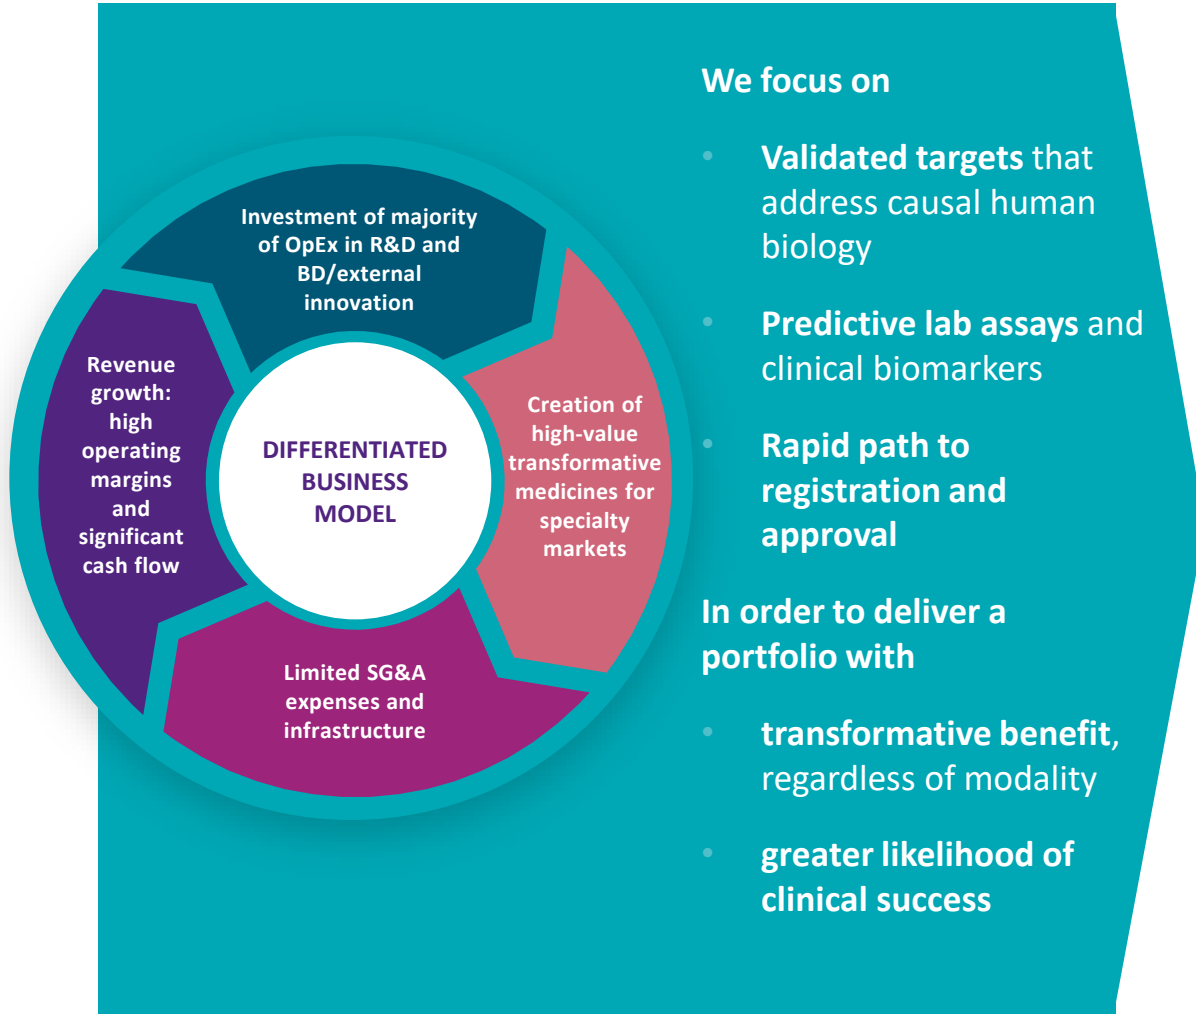 Investment of majority
of OpEx in R&D and
BD/external
innovation
Creation of
high-value
transformative
medicines for
specialty
markets
Limited SG&A
expenses and
infrastructure
Revenue
growth:
high
operating
margins
and
significant
cash flow
DIFFERENTIATED
BUSINESS
MODEL
We focus on
• Validated targets that
address causal human
biology
• Predictive lab assays and
clinical biomarkers
• Rapid path to
registration and
approval
In order to deliver a
portfolio with
• transformative benefit,
regardless of modality
• greater likelihood of
clinical success